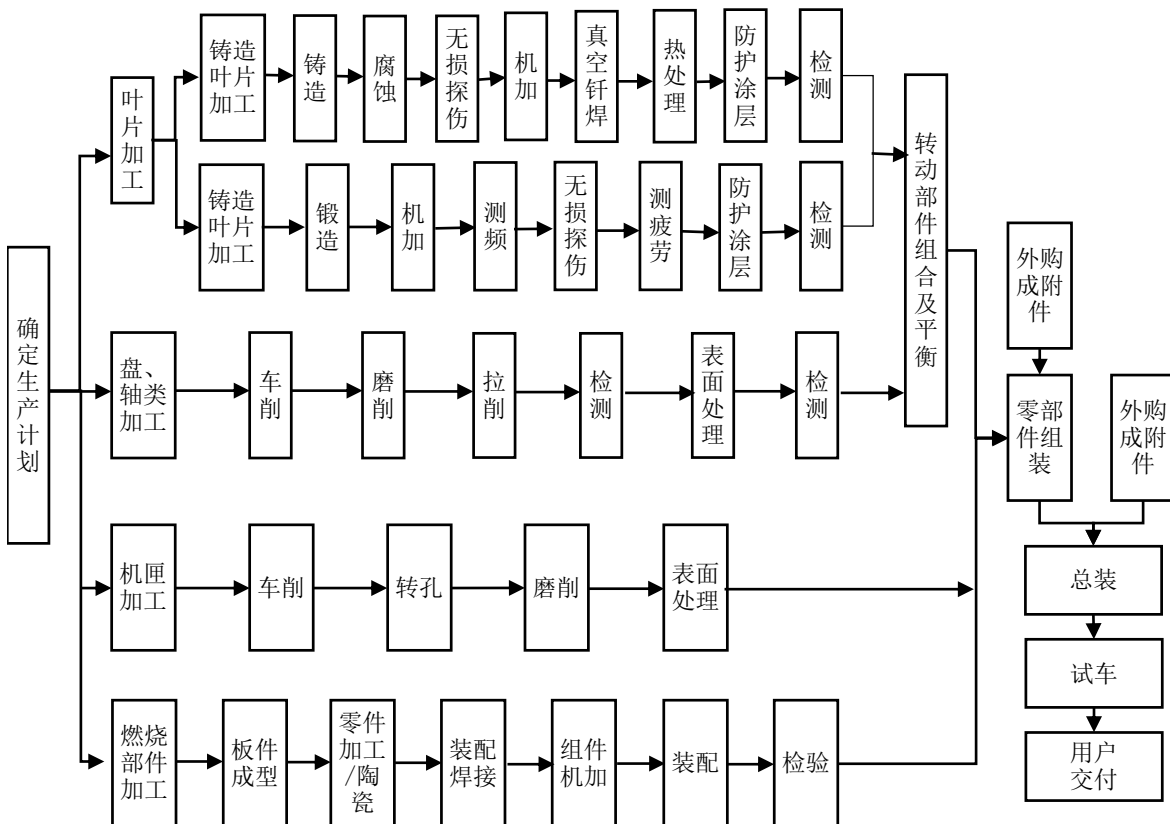 确定生产计划
叶片
加工
铸造
叶片
加工
铸造
腐蚀
无损
探伤
机加
真空
钎焊
热处理
防护
涂层
检测
铸造
叶片
加工
锻造
机加
测频
无损
探伤
测疲劳
防护
涂层
检测
转动部件组合及平衡
盘、
轴类
加工
车削
磨削
拉削
检测
表面
处理
检测
机匣
加工
车削
转孔
磨削
表面
处理
燃烧
部件
加工
板件
成型
零件
加工
/陶
瓷
装配
焊接
组件
机加
装配
检验
外购
成附
件
零部
件组
装
外购
成附
件
总装
试车
用户
交付